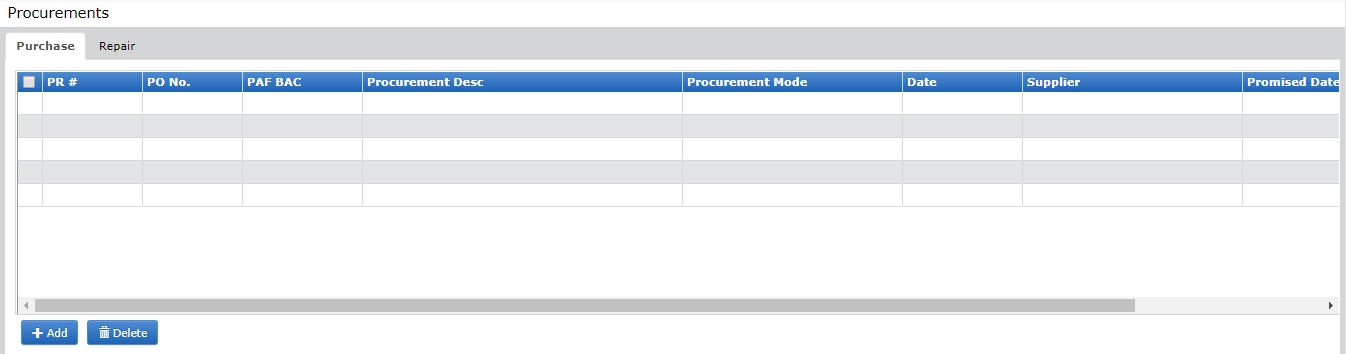 Procurements
Purchase Repair
PR # PO No. PAF BAC Procurement Desc Procurement Mode Date Supplier Promised Date
Add Delete